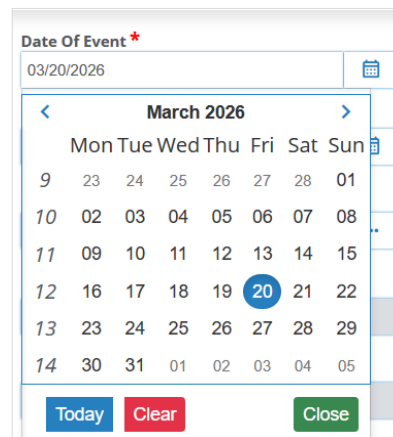 Date Of Event *
03/20/2026
March 2026
Mon Tue Wed Thu Fri Sat Sun
9 23 24 25 26 27 28 01
10 02 03 04 05 06 07 08
11 09 10 11 12 13 14 15
12 16 17 18 19 20 21 22
13 23 24 25 26 27 28 29
14 30 31 01 02 03 04 05
Today Clear Close